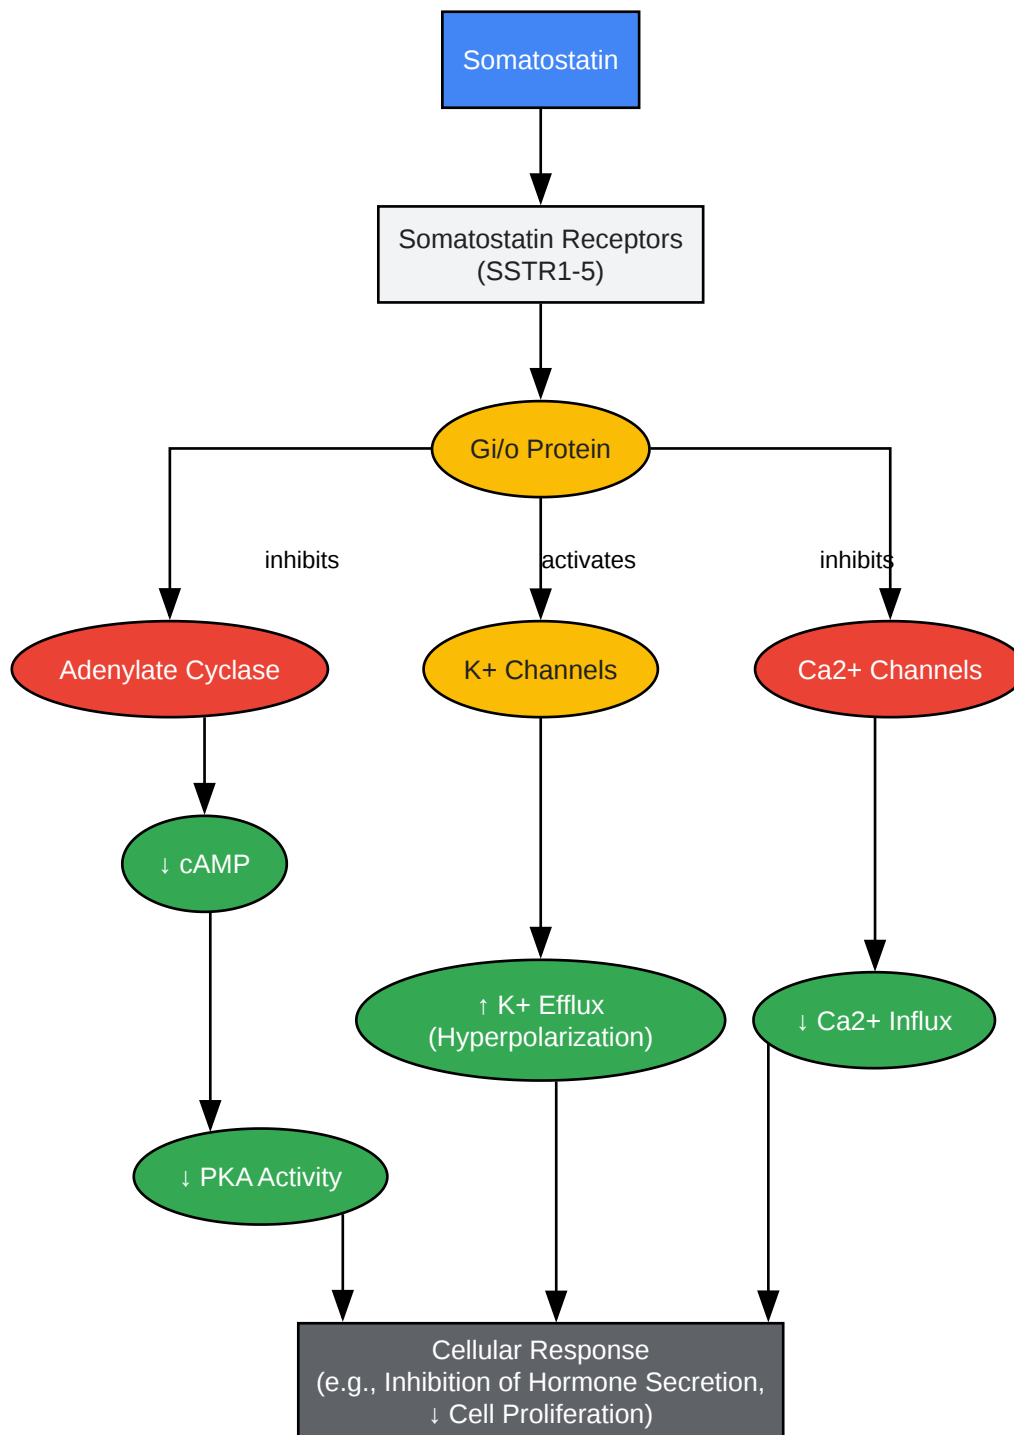 Somatostatin
Somatostatin Receptors
(SSTR1-5)
Gi/o Protein
inhibits
activates
inhibits
Adenylate Cyclase
K+ Channels
Ca2+ Channels
↓ cAMP
↑ K+ Efflux
(Hyperpolarization)
↓ Ca2+ Influx
↓ PKA Activity
Cellular Response
(e.g., Inhibition of Hormone Secretion,
↓ Cell Proliferation)